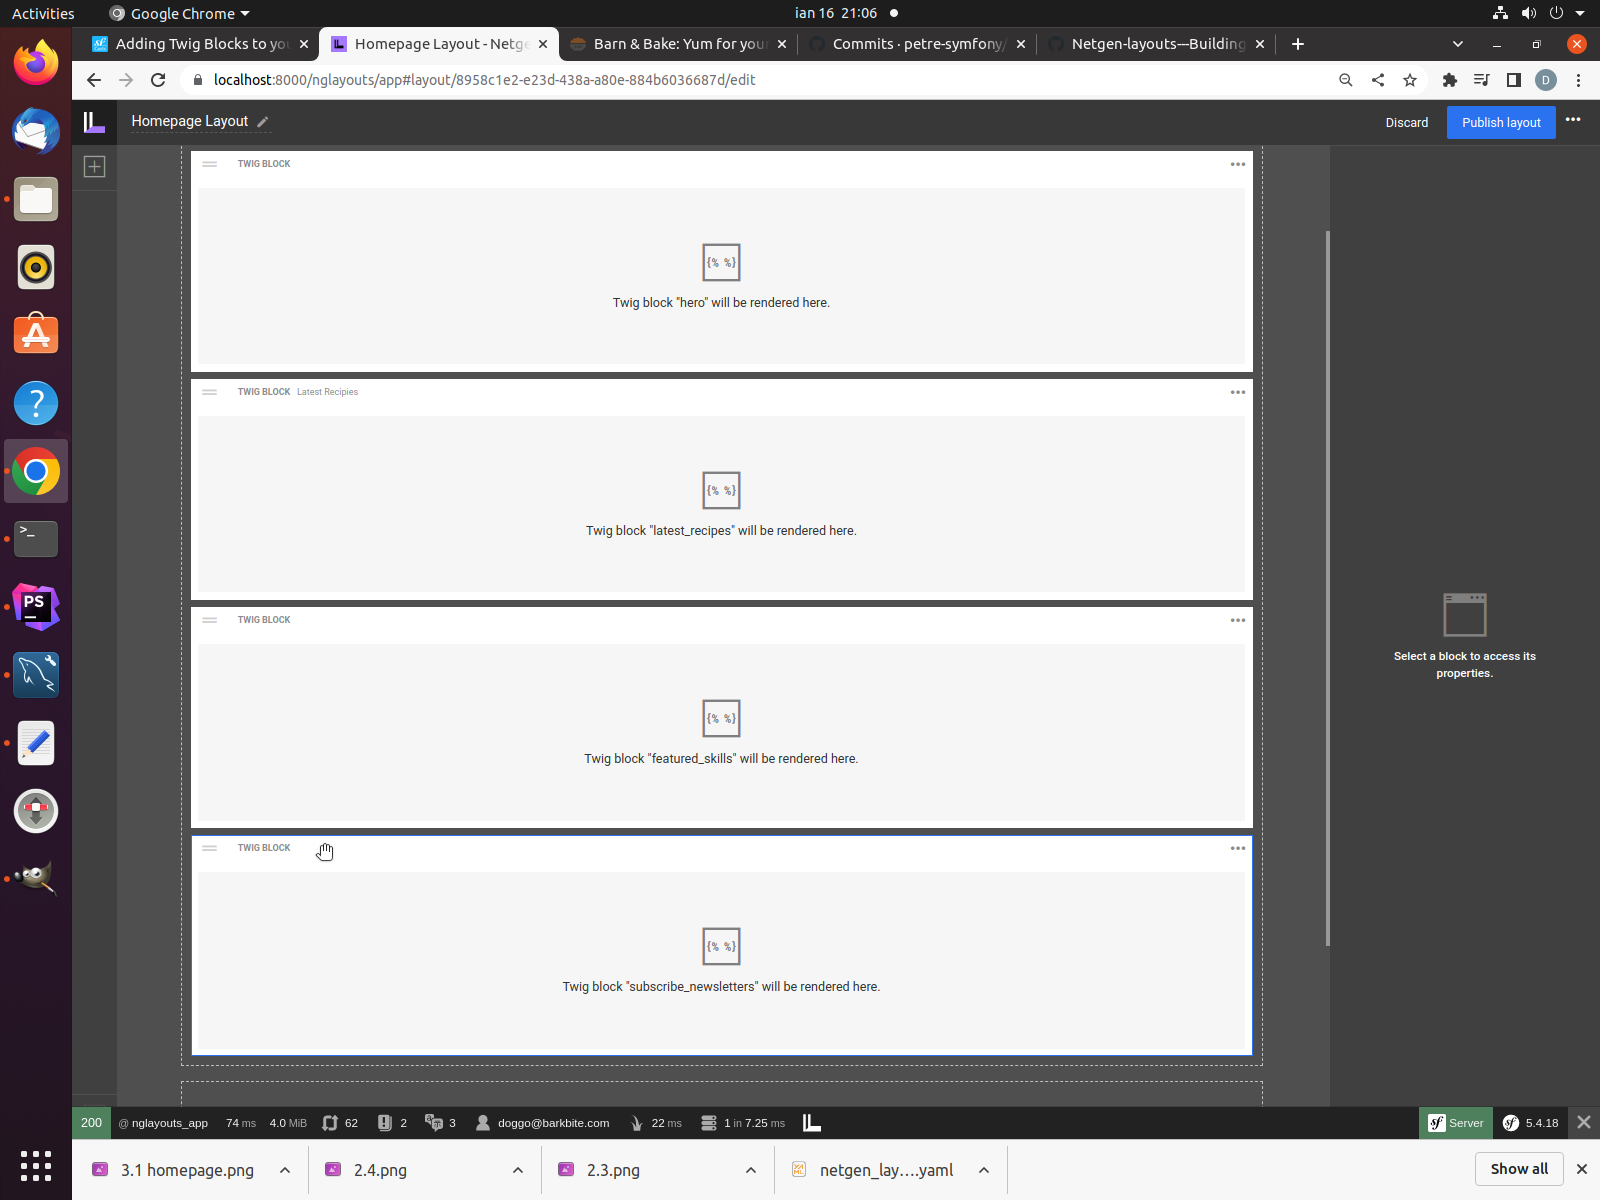 Activities
Google Chrome
ian 16 21:06
Adding Twig Blocks to you
Homepage Layout - Netge
Barn & Bake: Yum for your
Commits · petre-symfony/
Netgen-layouts---Building
localhost:8000/nglayouts/app#layout/8958c1e2-e23d-438a-a80e-884b6036687d/edit
D
Homepage Layout
Discard
Publish layout
TWIG BLOCK
{% %}
Twig block "hero" will be rendered here.
TWIG BLOCK Latest Recipies
{% %}
Twig block "latest_recipes" will be rendered here.
TWIG BLOCK
{% %}
Twig block "featured_skills" will be rendered here.
TWIG BLOCK
{% %}
Twig block "subscribe_newsletters" will be rendered here.
Select a block to access its
properties.
PS
200 @ nglayouts_app 74 ms 4.0 MiB 62 2 3 doggo@barkbite.com 22 ms 1 in 7.25 ms Server 5.4.18
3.1 homepage.png
2.4.png
2.3.png
netgen_lay....yaml
Show all